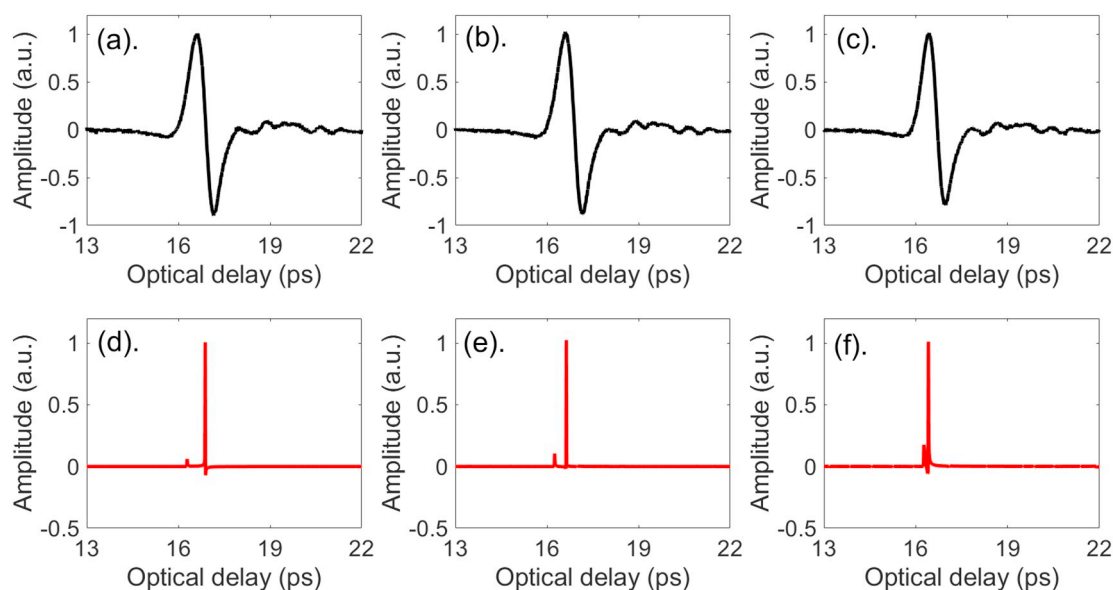 (a).
Amplitude (a.u.)
1
0.5
0
-0.5
-1
13 16 19 22
Optical delay (ps)
(b).
Amplitude (a.u.)
1
0.5
0
-0.5
-1
13 16 19 22
Optical delay (ps)
(c).
Amplitude (a.u.)
1
0.5
0
-0.5
-1
13 16 19 22
Optical delay (ps)
(d).
Amplitude (a.u.)
1
0.5
0
-0.5
13 16 19 22
Optical delay (ps)
(e).
Amplitude (a.u.)
1
0.5
0
-0.5
13 16 19 22
Optical delay (ps)
(f).
Amplitude (a.u.)
1
0.5
0
-0.5
13 16 19 22
Optical delay (ps)